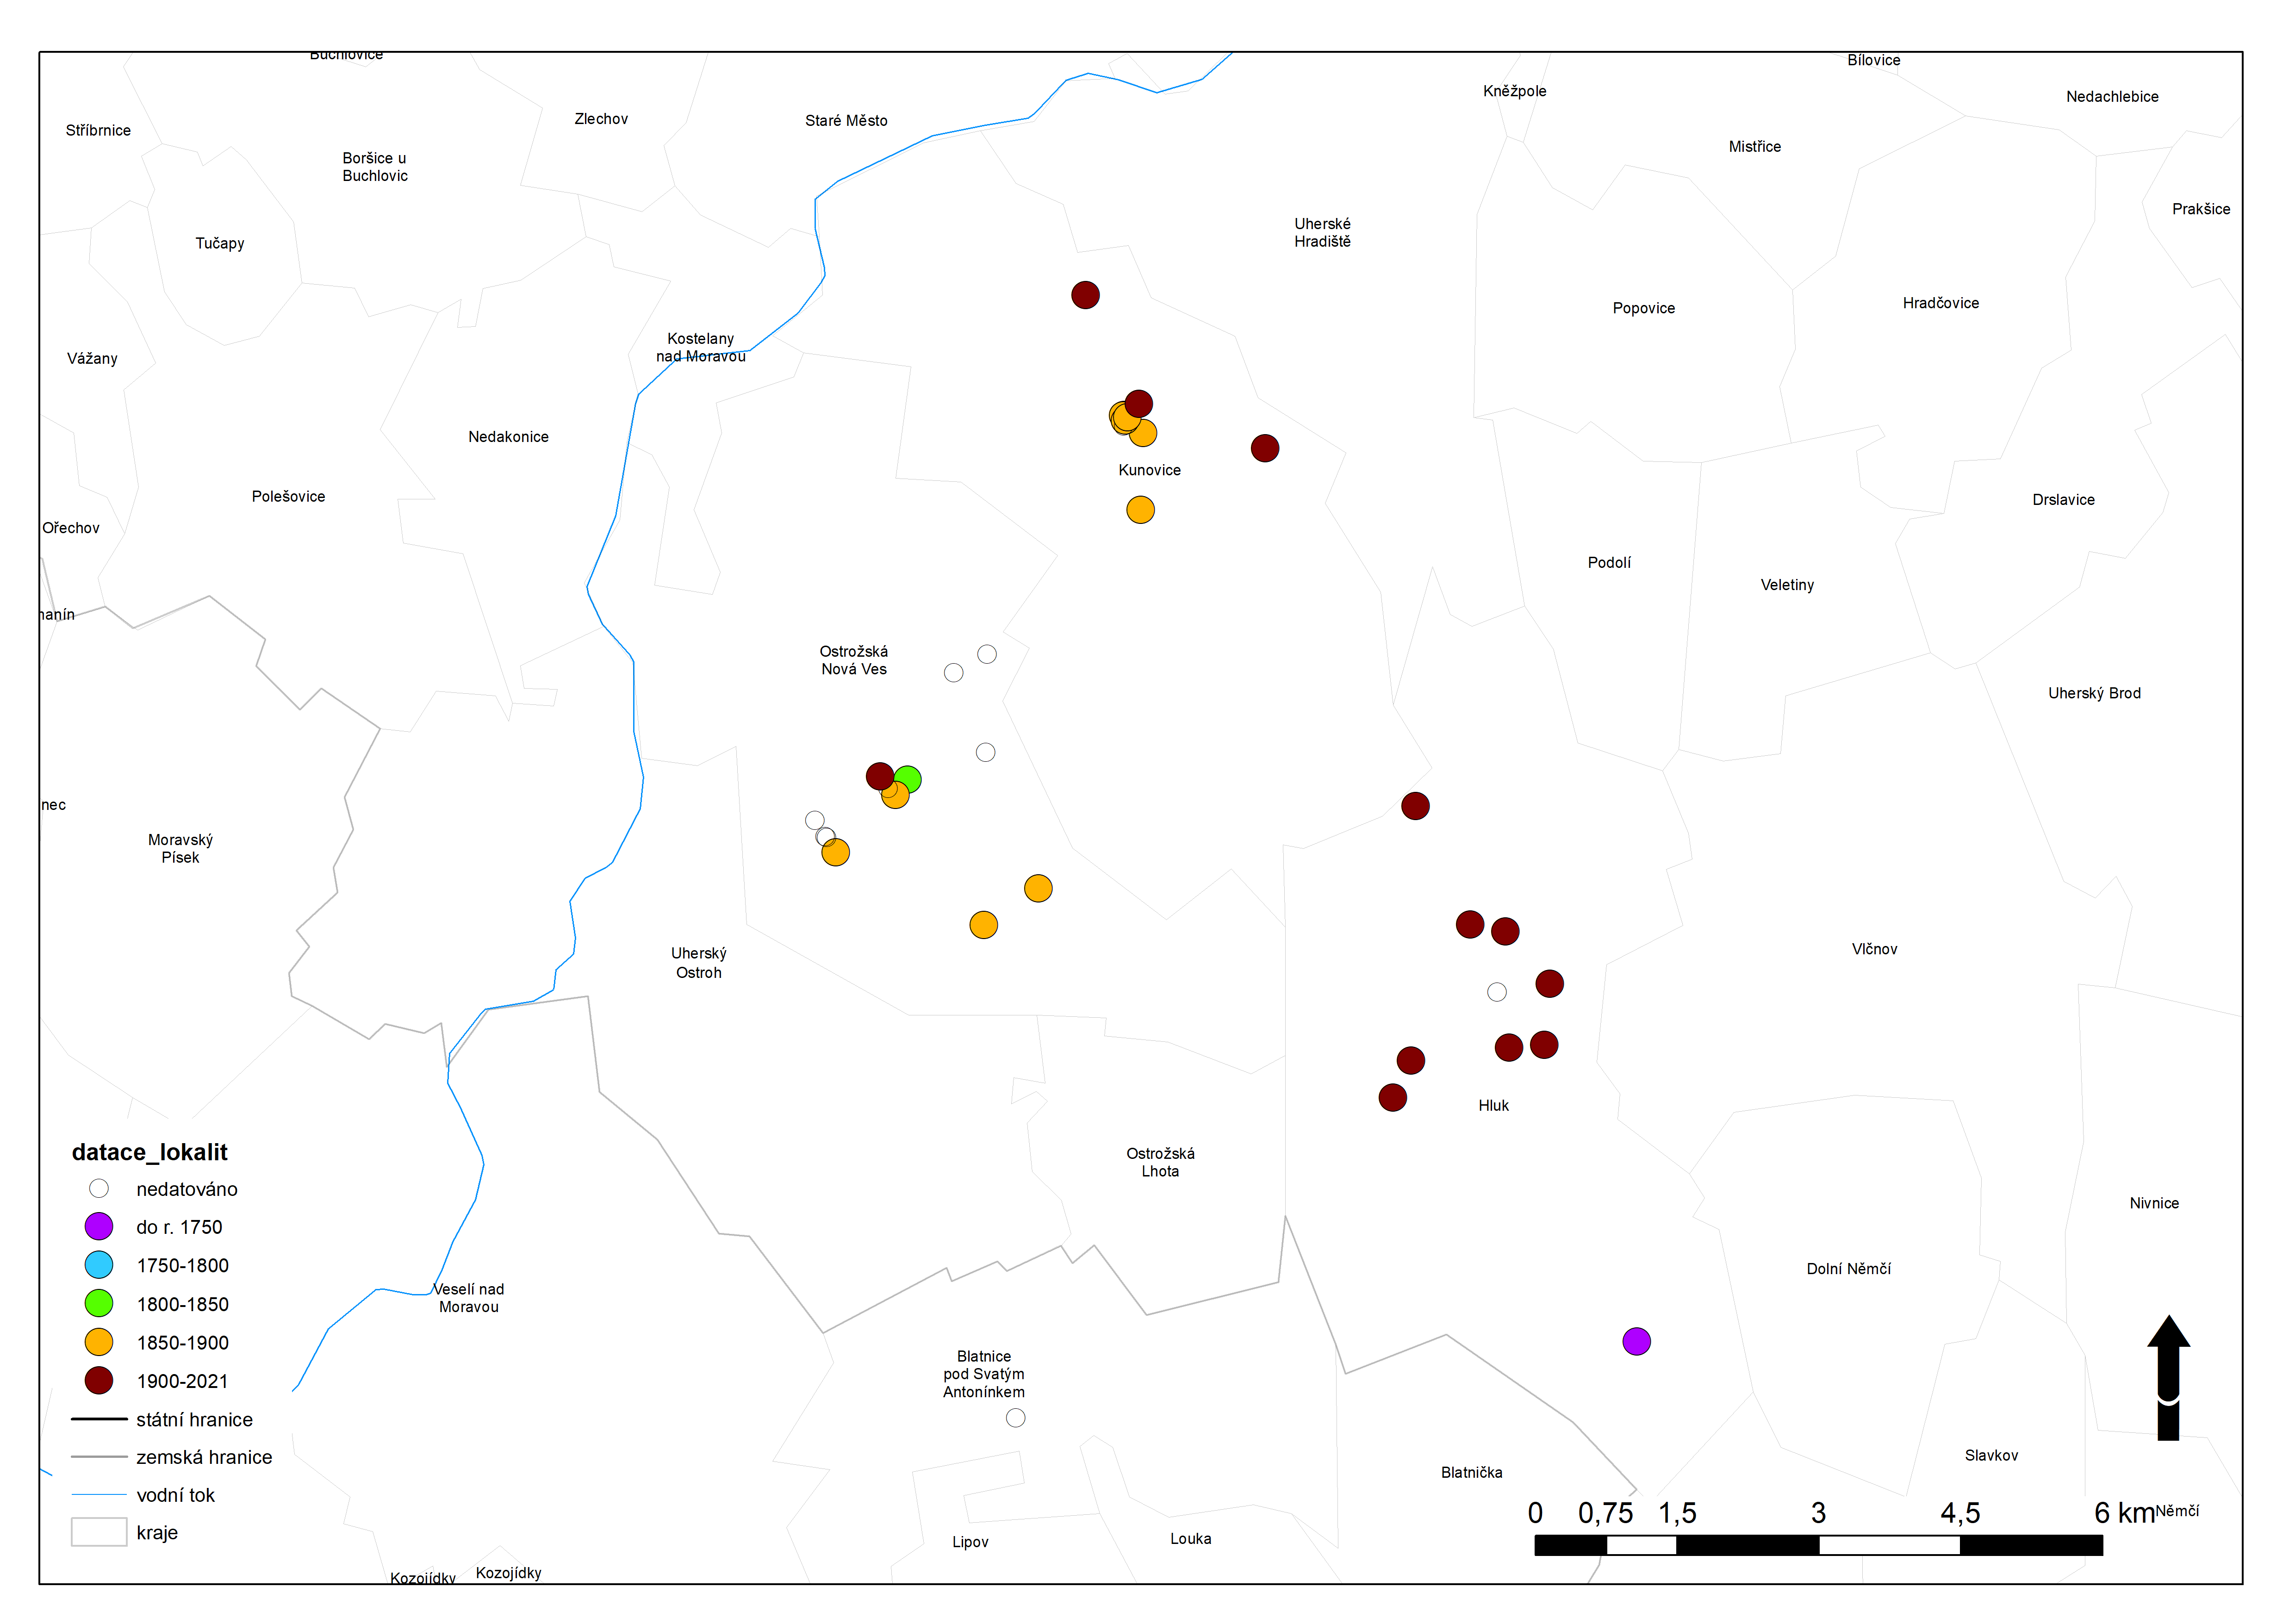 Buchlovice
Bílovice
Kněžpole
Nedachlebice
Zlechov
Staré Město
Stříbrnice
Mistřice
Boršice u
Buchlovic
Prakšice
Uherské
Hradiště
Tučapy
Hradčovice
Popovice
Kostelany
nad Moravou
Vážany
Nedakonice
Kunovice
Polešovice
Drslavice
Ořechov
Podolí
Veletiny
nanín
Ostrožská
Nová Ves
Uherský Brod
nec
Moravský
Písek
Vlčnov
Uherský
Ostroh
Hluk
Ostrožská
Lhota
Nivnice
Dolní Němčí
Veselí nad
Moravou
Blatnice
pod Svatým
Antonínkem
Slavkov
Blatnička
Lipov
Louka
Kozojídky
Kozojídky
Němčí
datace_lokalit
nedatováno
do r. 1750
1750-1800
1800-1850
1850-1900
1900-2021
státní hranice
zemská hranice
vodní tok
kraje
0 0,75 1,5 3 4,5 6 km